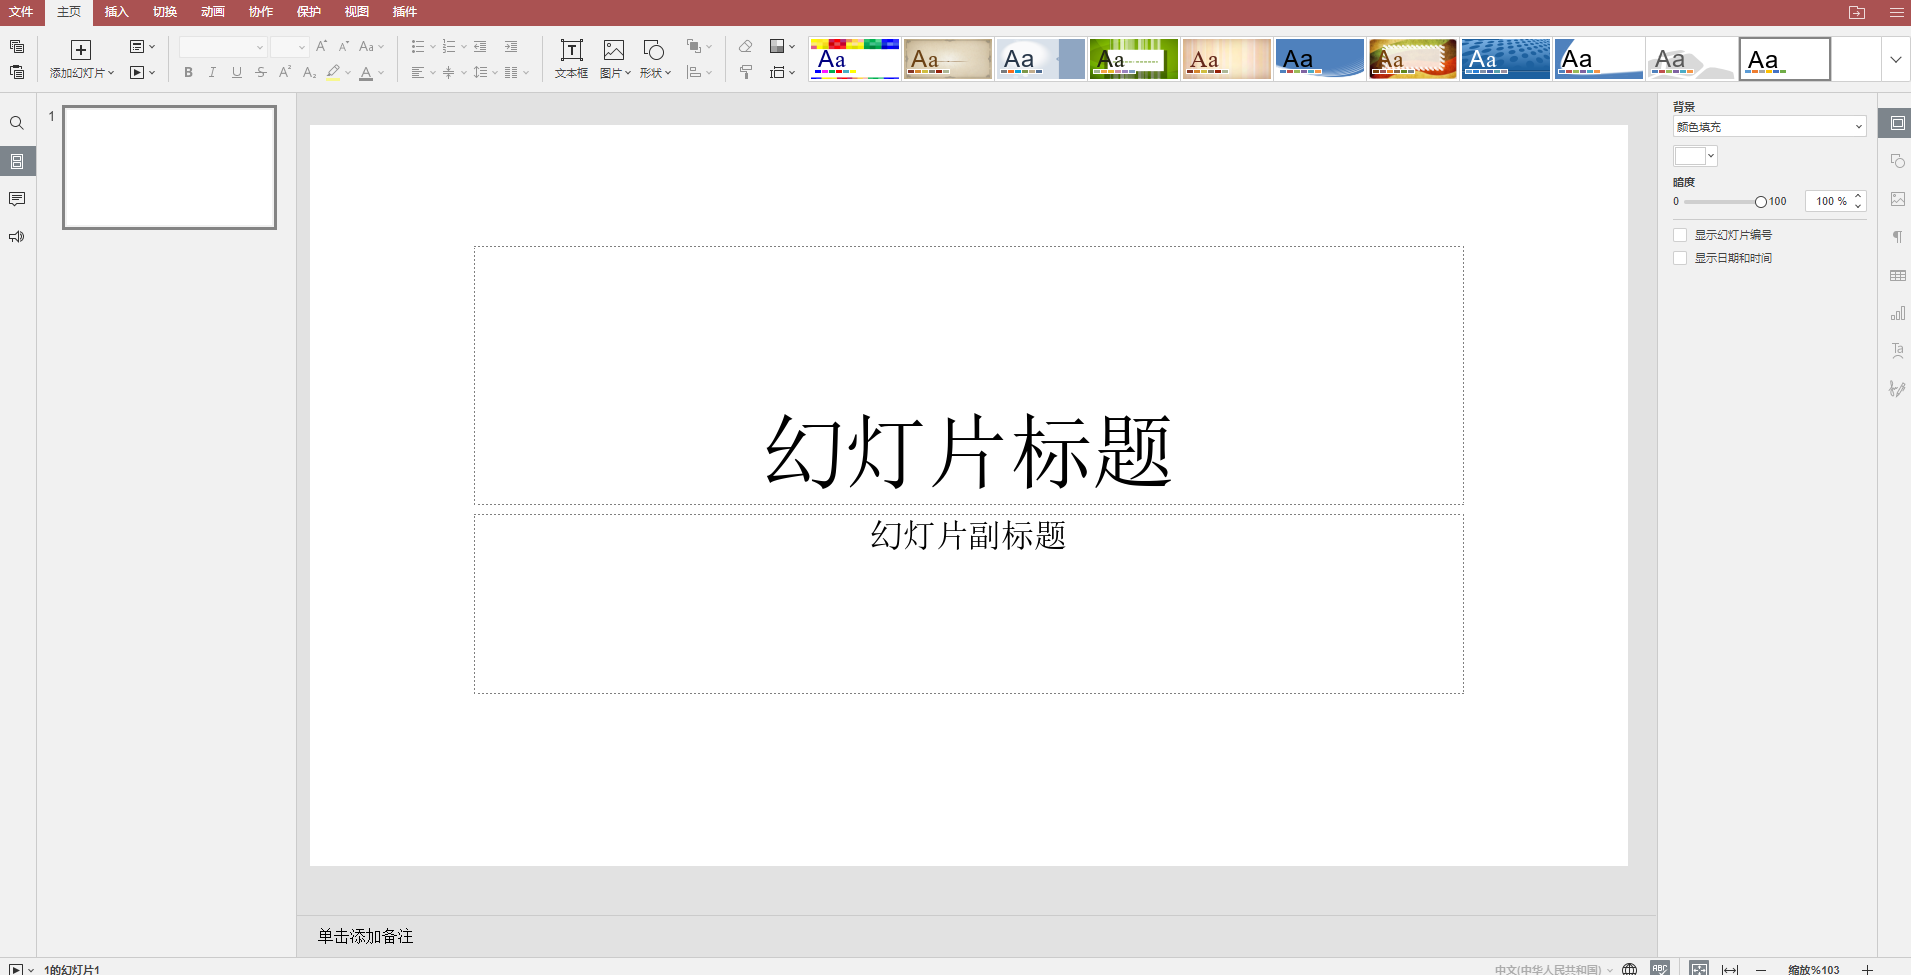 文件 主页 插入 切换 动画 协作 保护 视图 插件
添加幻灯片
Aa
B I U S A² A₂ A
文本框 图片 形状
Aa Aa Aa Aa Aa Aa Aa Aa Aa Aa Aa
1
幻灯片标题
幻灯片副标题
单击添加备注
背景
颜色填充
暗度
0 100 100 %
显示幻灯片编号
显示日期和时间
Ta
1的幻灯片1
中文(中华人民共和国)
ABC
缩放%103